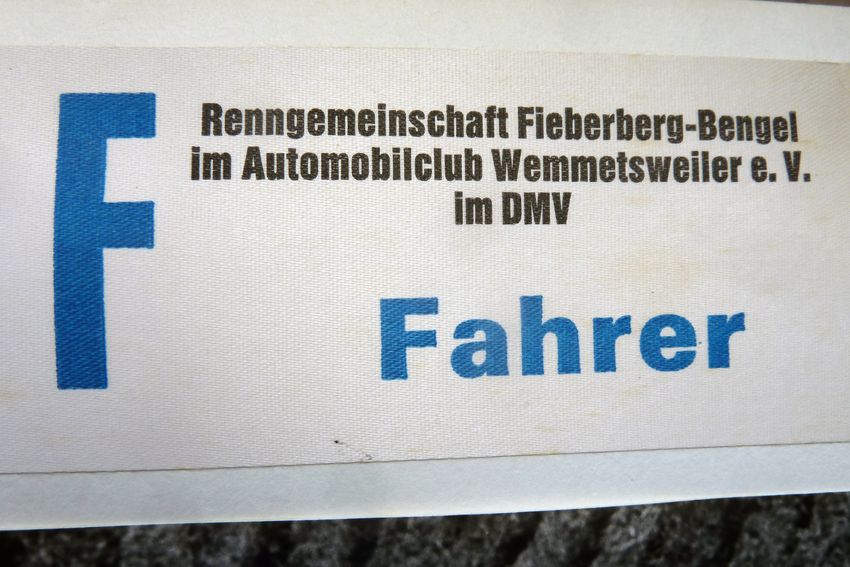 F
Renngemeinschaft Fieberberg-Bengel
im Automobilclub Wemmetsweiler e. V.
im DMV
Fahrer